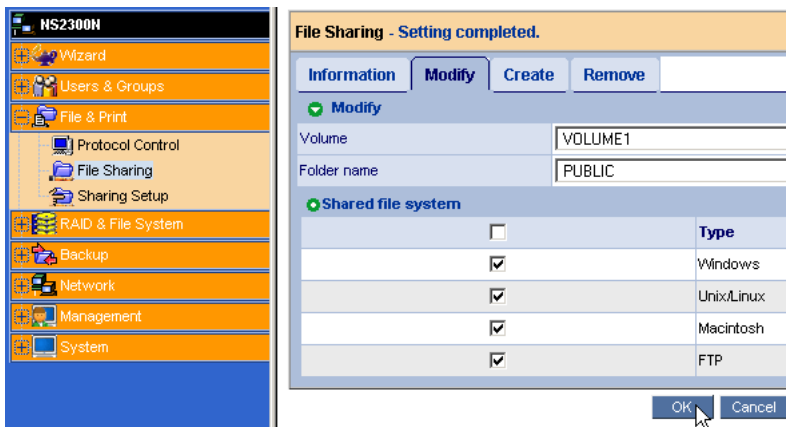 NS2300N
Wizard
Users & Groups
File & Print
Protocol Control
File Sharing
Sharing Setup
RAID & File System
Backup
Network
Management
System
File Sharing - Setting completed.
Information Modify Create Remove
Modify
Volume VOLUME1
Folder name PUBLIC
Shared file system
Type
Windows
Unix/Linux
Macintosh
FTP
OK Cancel